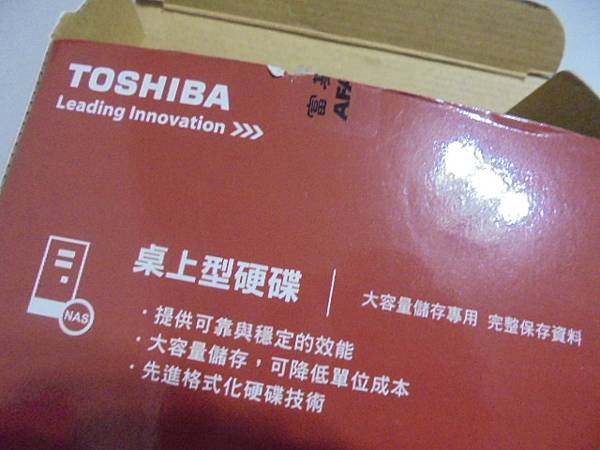 TOSHIBA
Leading Innovation >>>
AFA
桌上型硬碟
大容量儲存專用 完整保存資料
NAS
・提供可靠與穩定的效能
・大容量儲存，可降低單位成本
・先進格式化硬碟技術